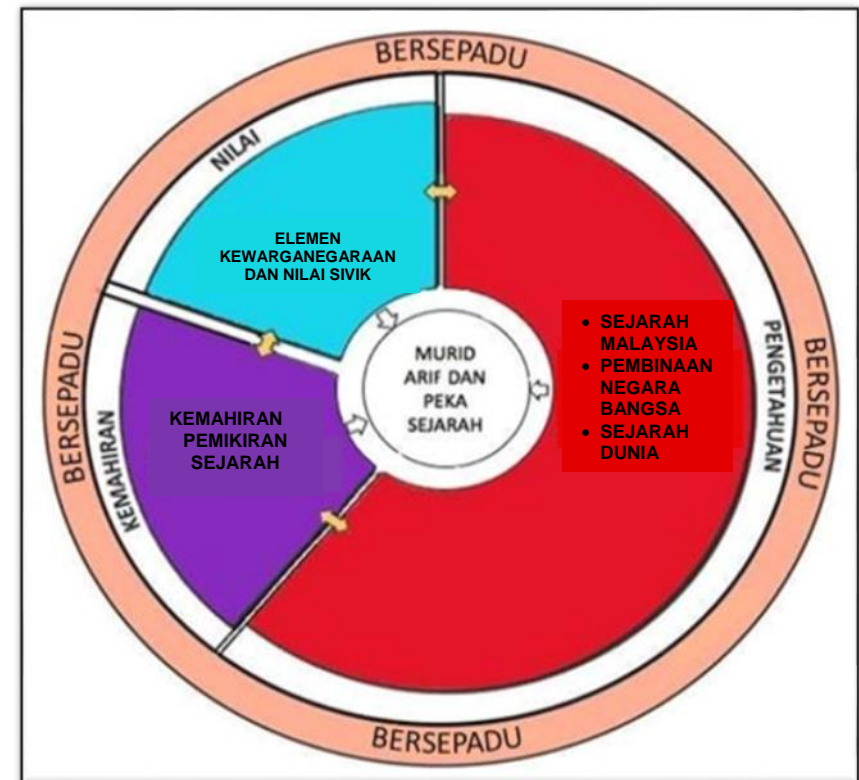 BERSEPADU
NILAI
ELEMEN
KEWARGANEGARAAN
DAN NILAI SIVIK
BERSEPADU
KEMAHIRAN
KEMAHIRAN
PEMIKIRAN
SEJARAH
MURID
ARIF DAN
PEKA
SEJARAH
• SEJARAH
MALAYSIA
• PEMBINAAN
NEGARA
BANGSA
• SEJARAH
DUNIA
PENGETAHUAN
BERSEPADU
BERSEPADU